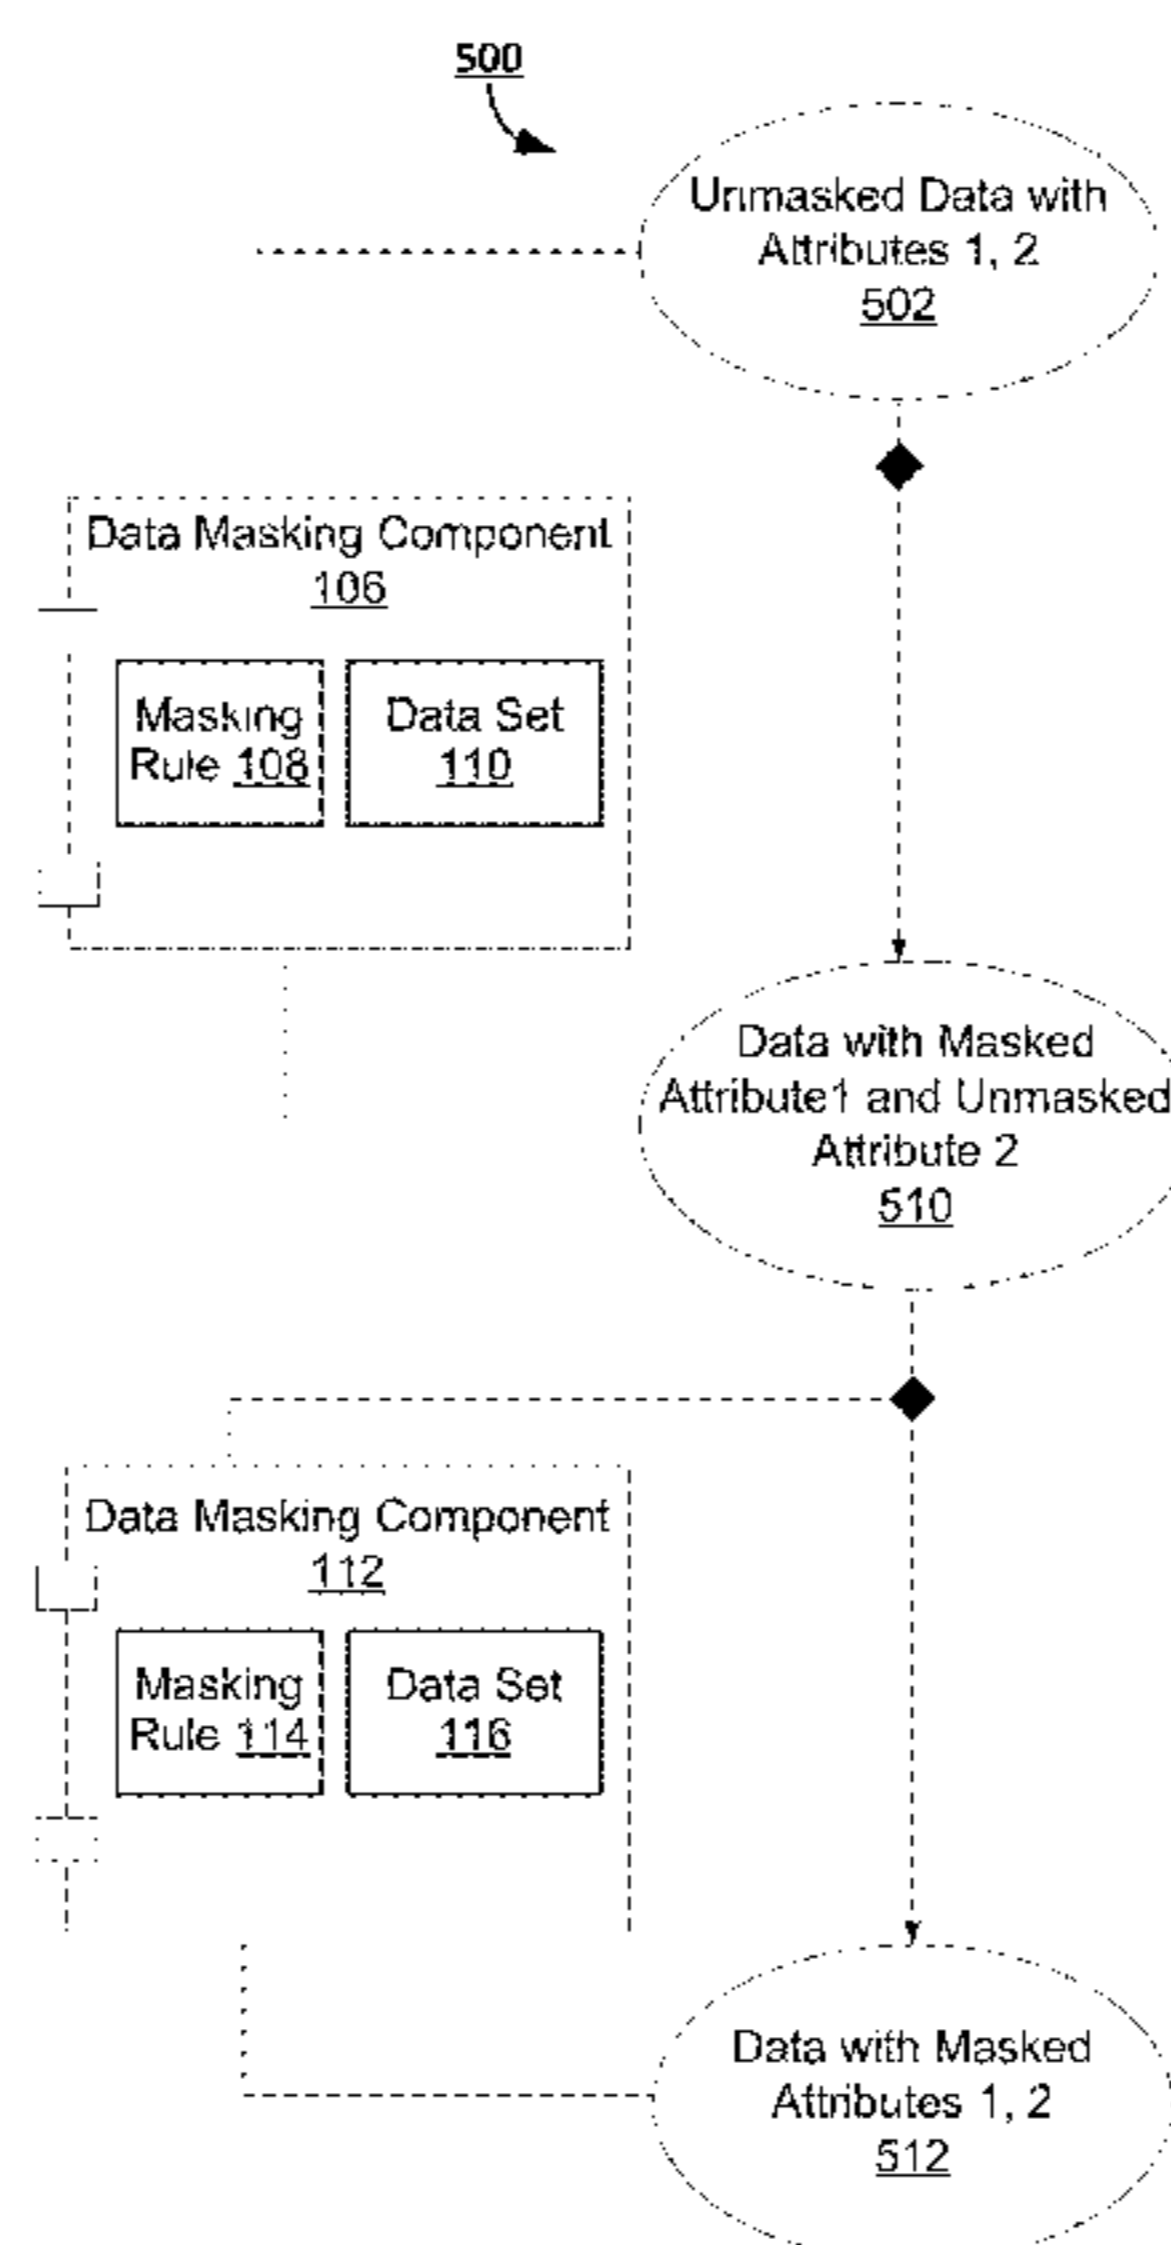 500
Unmasked Data with
Attributes 1, 2
502
Data Masking Component
106
Masking
Rule 108
Data Set
110
Data with Masked
Attribute1 and Unmasked
Attribute 2
510
Data Masking Component
112
Masking
Rule 114
Data Set
116
Data with Masked
Attributes 1, 2
512